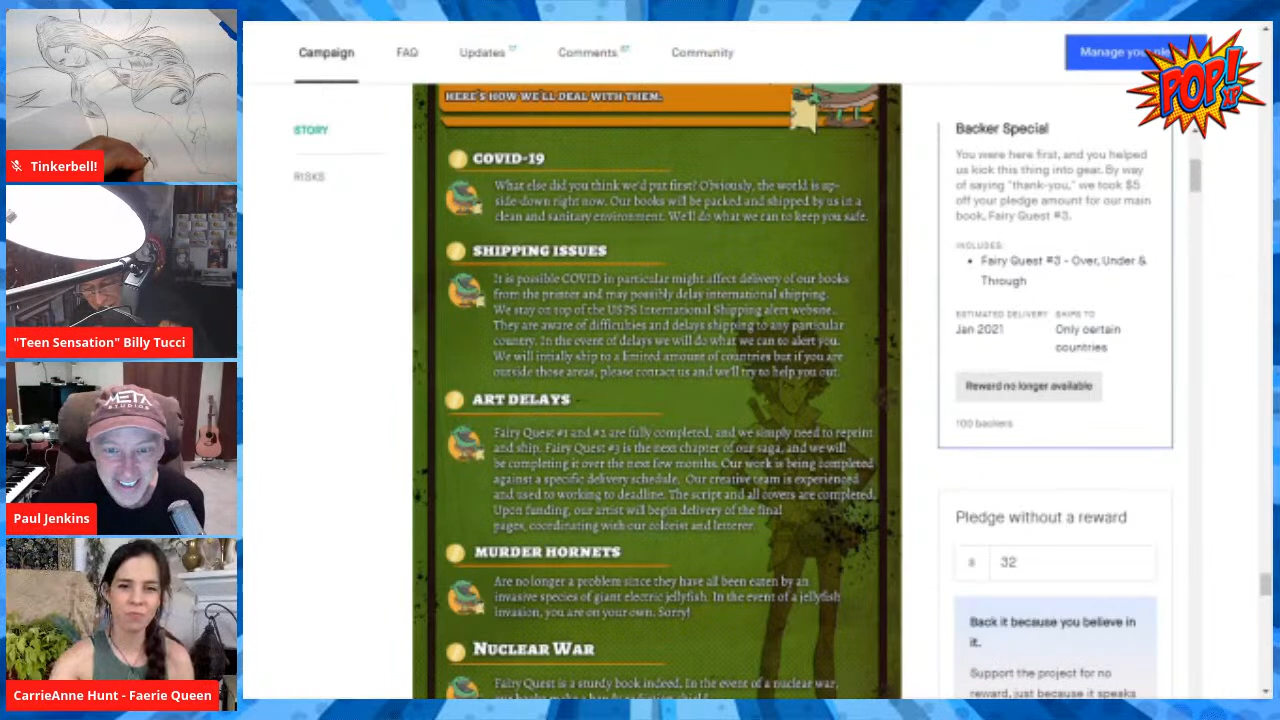 Campaign
FAQ
Updates
Comments
Community
Manage your
POP!
XP
Tinkerbell!
"Teen Sensation" Billy Tucci
META
STUDIOS
Paul Jenkins
CarrieAnne Hunt - Faerie Queen
STORY
RISKS
HERE'S HOW WE'LL DEAL WITH THEM.
COVID-19
What else did you think we'd put first? Obviously, the world is up-
side-down right now. Our books will be packed and shipped by us in a
clean and sanitary environment. We'll do what we can to keep you safe.
SHIPPING ISSUES
It is possible COVID in particular might affect delivery of our books
from the printer and may possibly delay international shipping.
We stay on top of the USPS International Shipping alert website..
They are aware of difficulties and delays shipping to any particular
country. In the event of delays we will do what we can to alert you.
We will intially ship to a limited amount of countries but if you are
outside those areas, please contact us and we'll try to help you out.
ART DELAYS
Fairy Quest #1 and #2 are fully completed, and we simply need to reprint
and ship. Fairy Quest #3 is the next chapter of our saga, and we will
be completing it over the next few months. Our work is being completed
against a specific delivery schedule. Our creative team is experienced
and used to working to deadline. The script and all covers are completed.
Upon funding, our artist will begin delivery of the final
pages, coordinating with our colorist and letterer.
MURDER HORNETS
Are no longer a problem since they have all been eaten by an
invasive species of giant electric jellyfish. In the event of a jellyfish
invasion, you are on your own. Sorry!
NUCLEAR WAR
Fairy Quest is a sturdy book indeed. In the event of a nuclear war,
Backer Special
You were here first, and you helped
us kick this thing into gear. By way
of saying "thank-you," we took $5
off your pledge amount for our main
book, Fairy Quest #3.
INCLUDES:
• Fairy Quest #3 - Over, Under &
Through
ESTIMATED DELIVERY
SHIPS TO
Jan 2021
Only certain
countries
Reward no longer available
100 backers
Pledge without a reward
$ 32
Back it because you believe in
it.
Support the project for no
reward, just because it speaks